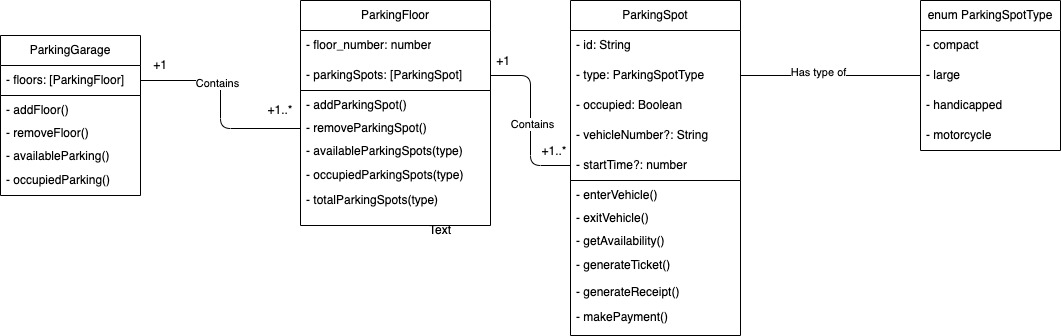 ParkingGarage
- floors: [ParkingFloor]
- addFloor()
- removeFloor()
- availableParking()
- occupiedParking()
+1
Contains
+1..*
ParkingFloor
- floor_number: number
- parkingSpots: [ParkingSpot]
- addParkingSpot()
- removeParkingSpot()
- availableParkingSpots(type)
- occupiedParkingSpots(type)
- totalParkingSpots(type)
Text
+1
Contains
+1..*
ParkingSpot
- id: String
- type: ParkingSpotType
- occupied: Boolean
- vehicleNumber?: String
- startTime?: number
- enterVehicle()
- exitVehicle()
- getAvailability()
- generateTicket()
- generateReceipt()
- makePayment()
Has type of
enum ParkingSpotType
- compact
- large
- handicapped
- motorcycle